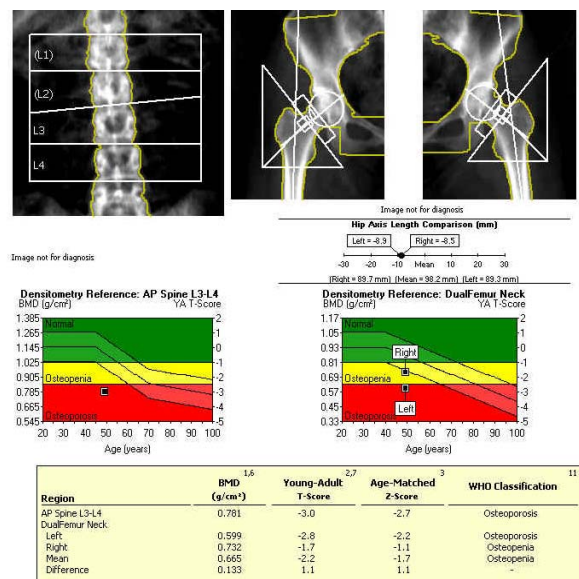 (L1)
(L2)
L3
L4
Image not for diagnosis
Hip Axis Length Comparison (mm)
Left = -8.9 Right = -8.5
-30 -20 -10 Mean 10 20 30
(Right = 89.7 mm) (Mean = 98.2 mm) (Left = 89.3 mm)
Image not for diagnosis
Densitometry Reference: AP Spine L3-L4
BMD (g/cm²) YA T-Score
1.385 2
1.265 1
1.145 0
1.025 -1
0.905 -2
0.785 -3
0.665 -4
0.545 -5
Normal
Osteopenia
Osteoporosis
20 30 40 50 60 70 80 90 100
Age (years)
Densitometry Reference: DualFemur Neck
BMD (g/cm²) YA T-Score
1.17 2
1.05 1
0.93 0
0.81 -1
0.69 -2
0.57 -3
0.45 -4
0.33 -5
Normal
Right
Osteopenia
Left
Osteoporosis
20 30 40 50 60 70 80 90 100
Age (years)
Region BMD (g/cm²) 1,6 Young-Adult T-Score 2,7 Age-Matched Z-Score 3 WHO Classification 11
AP Spine L3-L4 0.781 -3.0 -2.7 Osteoporosis
DualFemur Neck
Left 0.599 -2.8 -2.2 Osteoporosis
Right 0.732 -1.7 -1.1 Osteopenia
Mean 0.665 -2.2 -1.7 Osteopenia
Difference 0.133 1.1 1.1 -